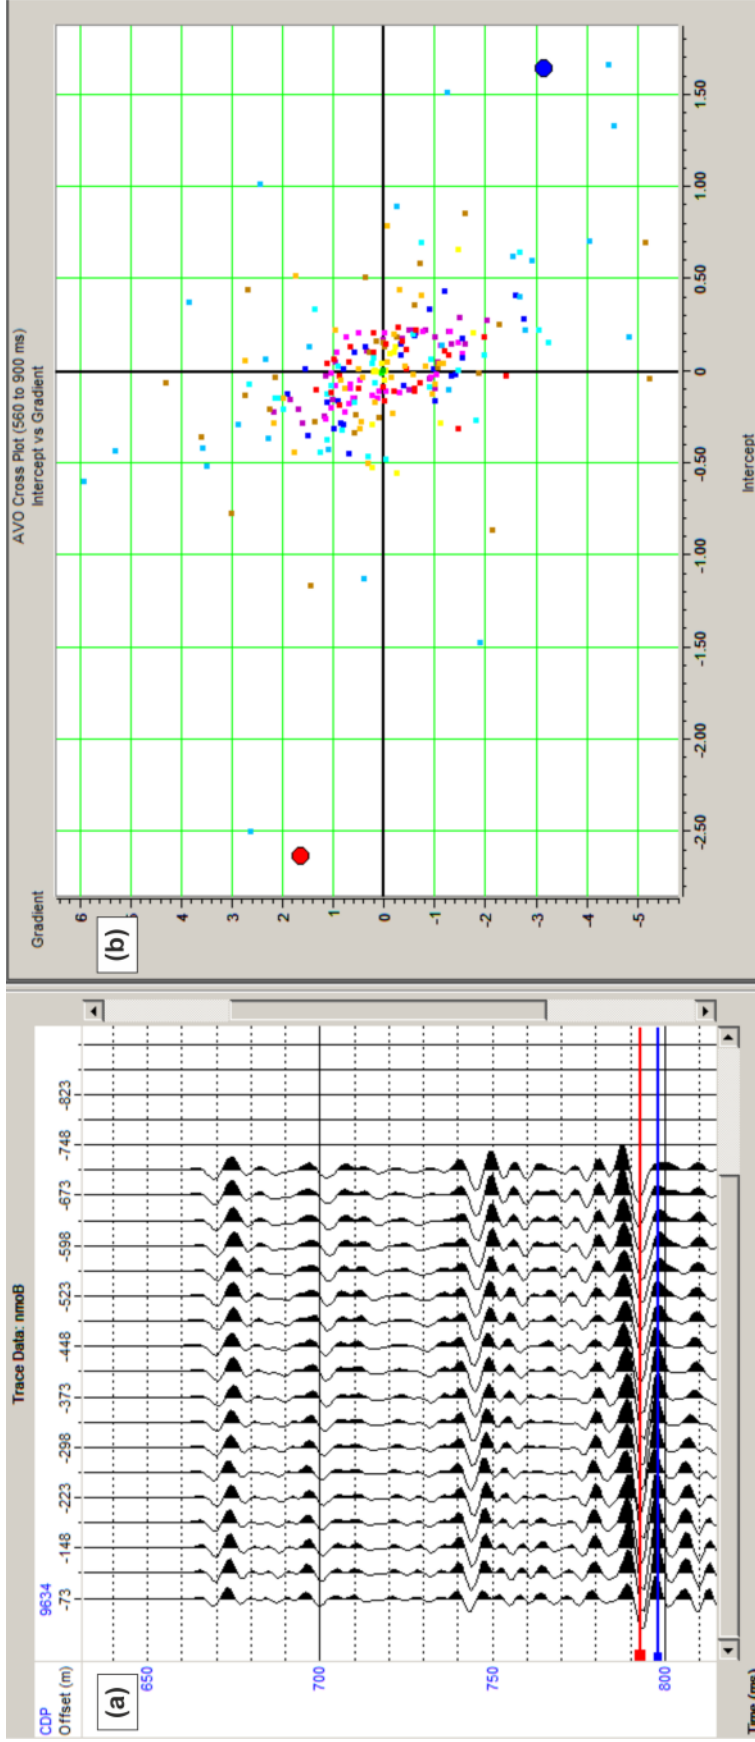 Trace Data: nmoB
CDP 9634
Offset (m) -73 -148 -223 -298 -373 -448 -523 -598 -673 -748 -823
(a)
650
700
750
800
Time (ms)
AVO Cross Plot (560 to 900 ms)
Intercept vs Gradient
Gradient
(b)
6
4
3
2
1
0
-1
-2
-3
-4
-5
-2.50 -2.00 -1.50 -1.00 -0.50 0 0.50 1.00 1.50
Intercept